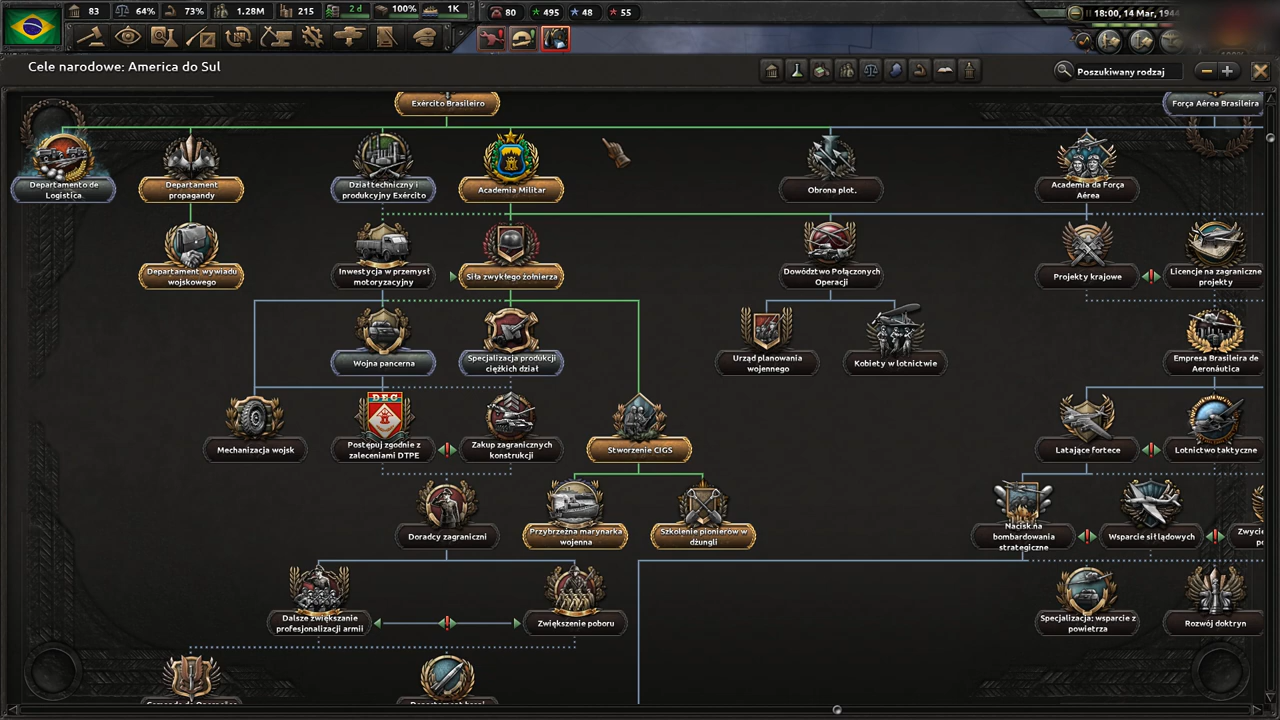 83
64%
73%
1.28M
215
2 d
100%
1K
80
495
48
55
18:00, 14 Mar, 1944
Cele narodowe: America do Sul
Poszukiwany rodzaj
Exército Brasileiro
Força Aérea Brasileira
Departamento de
Logística
Department
propagandy
Dział techniczny i
produkcyjny Exército
Academia Militar
Obrona plot.
Academia da Força
Aérea
Departament wywiadu
wojskowego
Inwestycja w przemysł
motoryzacyjny
Siła zwykłego żołnierza
Dowództwo Połączonych
Operacji
Projekty krajowe
Licencje na zagraniczne
projekty
Wojna pancerna
Specjalizacja produkcji
ciężkich dział
Urząd planowania
wojennego
Kobiety w lotnictwie
Empresa Brasileira de
Aeronáutica
DEC
Mechanizacja wojsk
Postępuj zgodnie z
zaleceniami DTPE
Zakup zagranicznych
konstrukcji
Stworzenie CIGS
Latające fortece
Lotnictwo taktyczne
Doradcy zagraniczni
Przybrzeżna marynarka
wojenna
Szkolenie pionierów w
dżungli
Nacisk na
bombardowania
strategiczne
Wsparcie sił lądowych
Dalsze zwiększanie
profesjonalizacji armii
Zwiększenie poboru
Specjalizacja: wsparcie z
powietrza
Rozwój doktryn